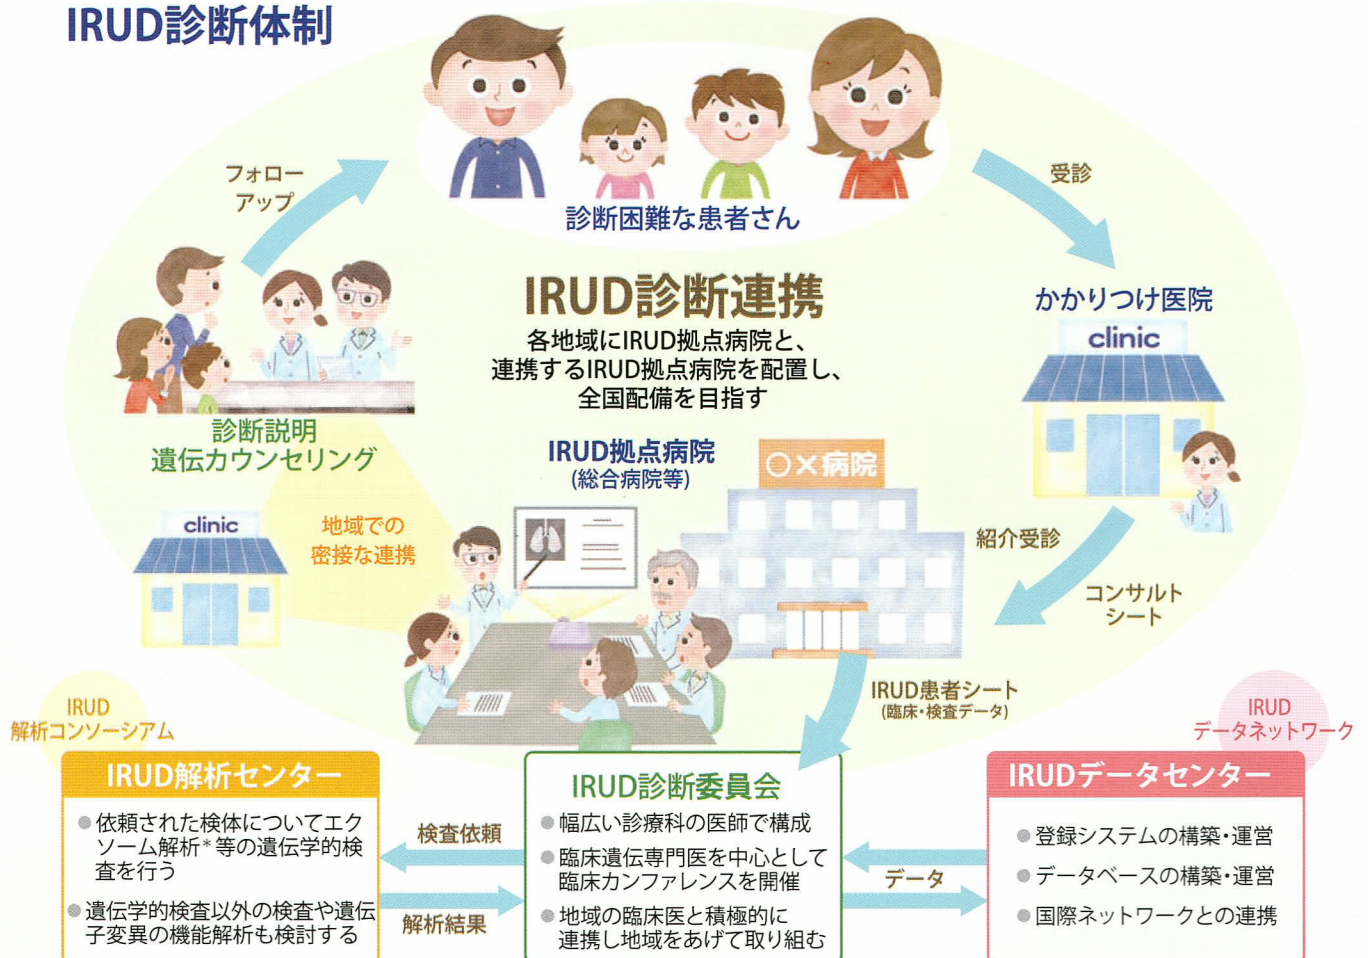 IRUD診断体制
フォロー
アップ
受診
診断困難な患者さん
IRUD診断連携
各地域にIRUD拠点病院と、
連携するIRUD拠点病院を配置し、
全国配備を目指す
かかりつけ医院
clinic
診断説明
遺伝カウンセリング
IRUD拠点病院
(総合病院等)
○×病院
clinic
地域での
密接な連携
紹介受診
コンサルト
シート
IRUD患者シート
(臨床・検査データ)
IRUD
解析コンソーシアム
IRUD
データネットワーク
IRUD解析センター
依頼された検体についてエク
ソーム解析*等の遺伝学的検
査を行う
遺伝学的検査以外の検査や遺伝
子変異の機能解析も検討する
検査依頼
解析結果
IRUD診断委員会
幅広い診療科の医師で構成
臨床遺伝専門医を中心として
臨床カンファレンスを開催
地域の臨床医と積極的に
連携し地域をあげて取り組む
データ
IRUDデータセンター
登録システムの構築・運営
データベースの構築・運営
国際ネットワークとの連携